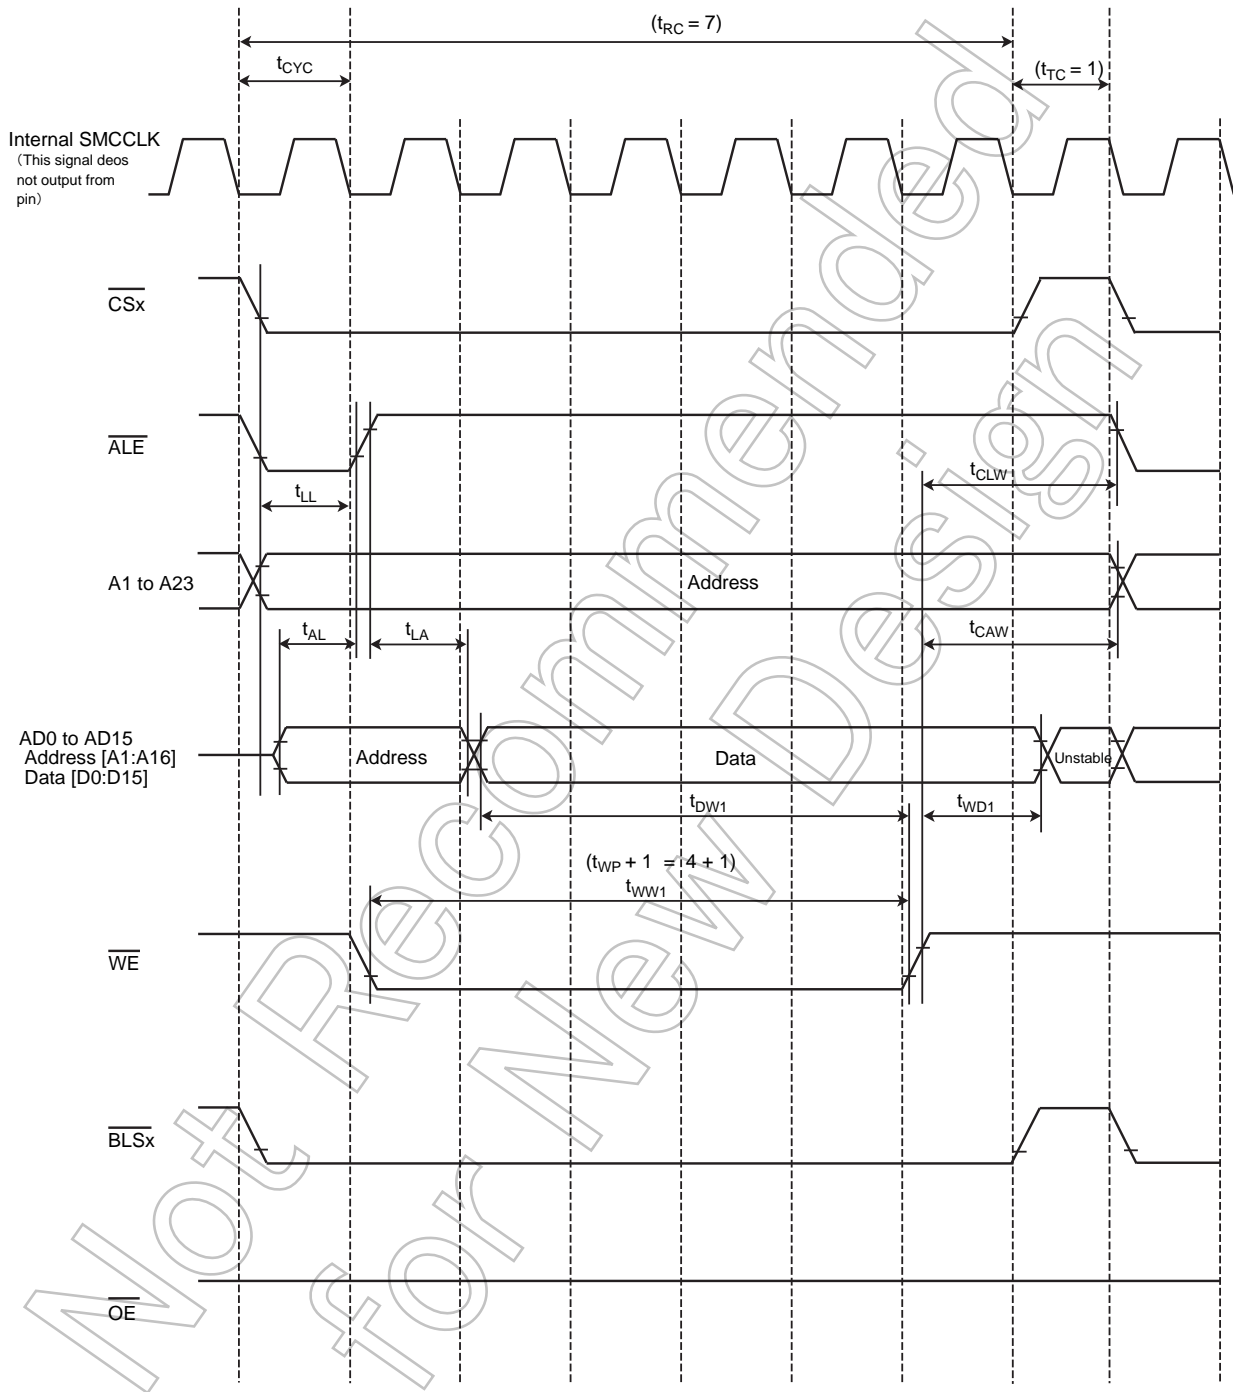 (tRC = 7)
tCYC
(tTC = 1)
Internal SMCCLK
(This signal deos
not output from
pin)
CSx
ALE
tCLW
tLL
A1 to A23
Address
tAL
tLA
tCAW
AD0 to AD15
Address [A1:A16]
Data [D0:D15]
Address
Data
Unstable
tDW1
tWD1
(tWP + 1 = 4 + 1)
tWW1
WE
BLSx
OE
Not Recommended
for New Design